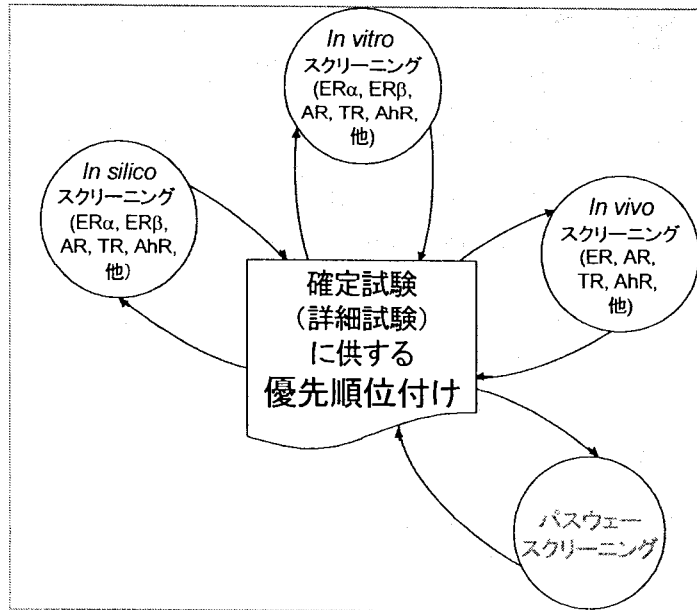 In vitro
スクリーニング
(ERα, ERβ,
AR, TR, AhR,
他)
In silico
スクリーニング
(ERα, ERβ,
AR, TR, AhR,
他)
In vivo
スクリーニング
(ER, AR,
TR, AhR,
他)
確定試験
(詳細試験)
に供する
優先順位付け
パスウェー
スクリーニング